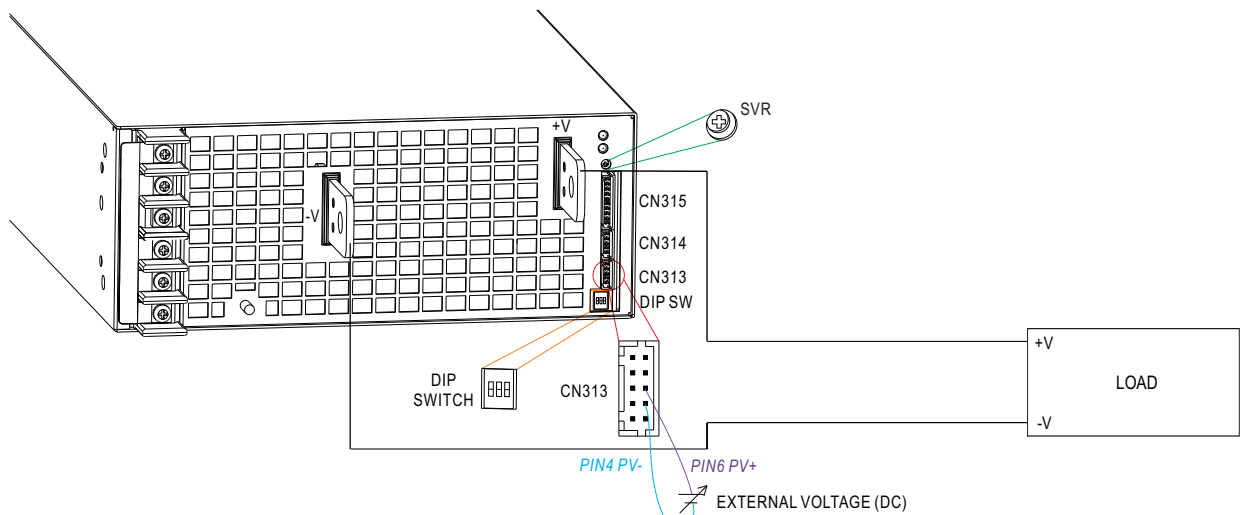 SVR
+V
CN315
-V
CN314
CN313
DIP SW
+V
LOAD
DIP
SWITCH
CN313
-V
PIN4 PV-
PIN6 PV+
EXTERNAL VOLTAGE (DC)